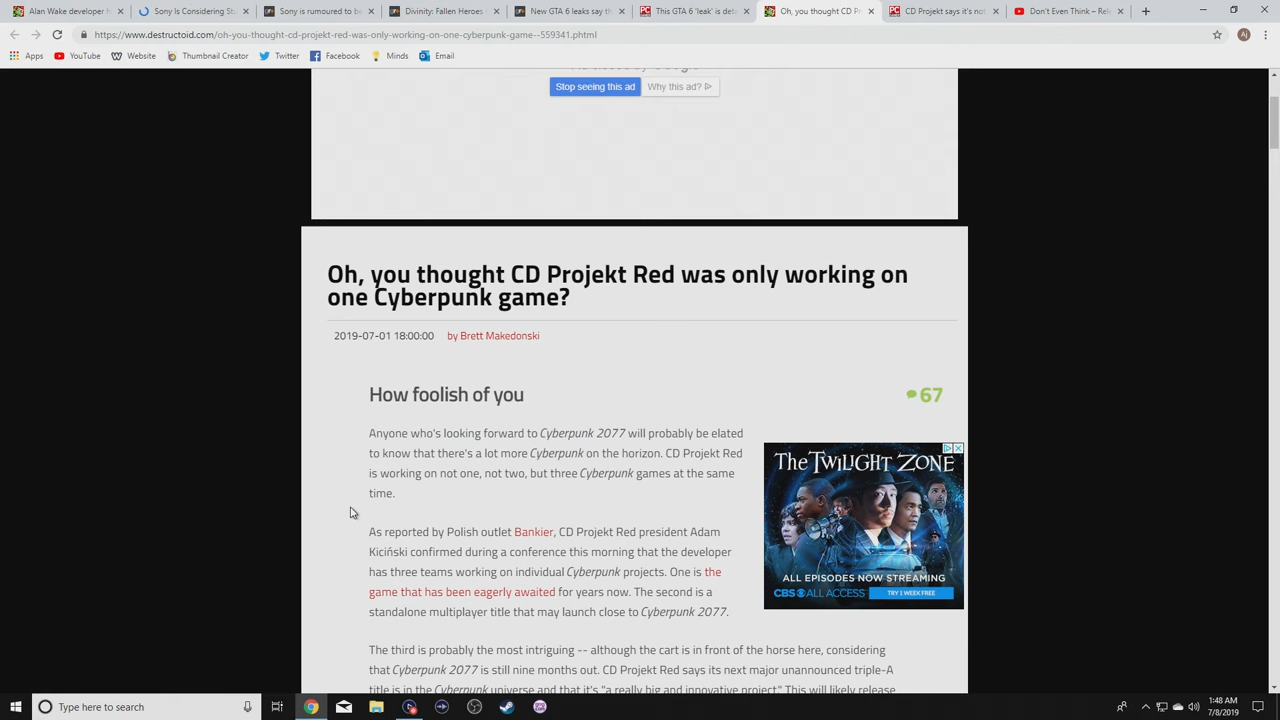 Alan Wake developer h
Sony Is Considering Stu
Sony is rumoured to be
Divinity: Fallen Heroes
New GTA 6 leaks say th
This GTA 6 'leak' is deta
Oh, you thought CD Pr
CD Projekt says it's not
Don't Even Think – Rele
https://www.destructoid.com/oh-you-thought-cd-projekt-red-was-only-working-on-one-cyberpunk-game--559341.phtml
Apps
YouTube
Website
Thumbnail Creator
Twitter
Facebook
Minds
Email
Stop seeing this ad
Why this ad?
Oh, you thought CD Projekt Red was only working on
one Cyberpunk game?
2019-07-01 18:00:00 by Brett Makedonski
How foolish of you
67
Anyone who's looking forward to Cyberpunk 2077 will probably be elated
to know that there's a lot more Cyberpunk on the horizon. CD Projekt Red
is working on not one, not two, but three Cyberpunk games at the same
time.
As reported by Polish outlet Bankier, CD Projekt Red president Adam
Kiciński confirmed during a conference this morning that the developer
has three teams working on individual Cyberpunk projects. One is the
game that has been eagerly awaited for years now. The second is a
standalone multiplayer title that may launch close to Cyberpunk 2077.
The third is probably the most intriguing -- although the cart is in front of the horse here, considering
that Cyberpunk 2077 is still nine months out. CD Projekt Red says its next major unannounced triple-A
title is in the Cyberpunk universe and that it's "a really big and innovative project." This will likely release
THE TWILIGHT ZONE
ALL EPISODES NOW STREAMING
CBS ALL ACCESS
TRY 1 WEEK FREE
Type here to search
1:48 AM
7/8/2019